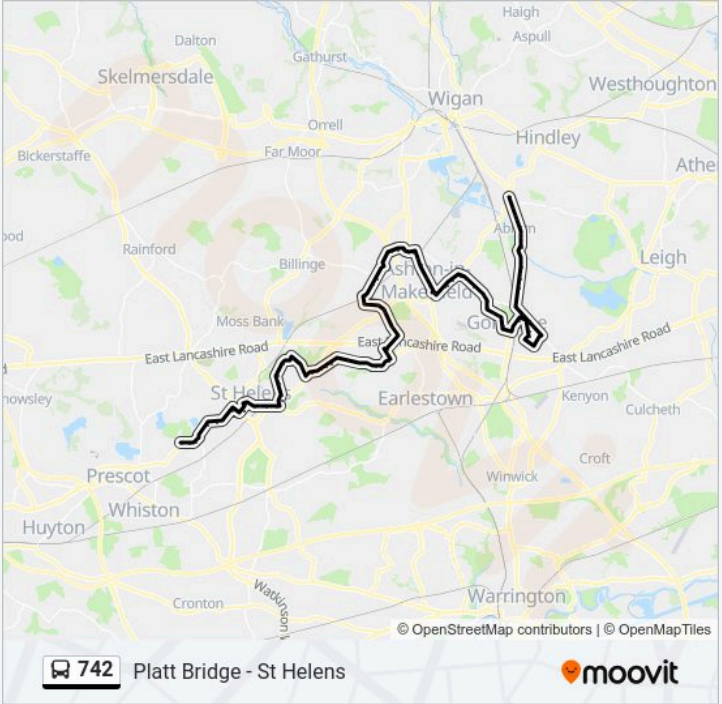 Haigh
Dalton
Aspull
Gathurst
Skelmersdale
Westhoughton
Wigan
Orrell
Hindley
Bickerstaffe
Far Moor
Athe
Abram
ood
Rainford
Billinge
Leigh
Ashton-in-
Makerfield
Moss Bank
Golborne
East Lancashire Road
East Lancashire Road
East Lancashire Road
St Helens
Kenyon
nowsley
Earlestown
Culcheth
Croft
Prescot
Winwick
Whiston
Huyton
Watkinson
Cronton
Warrington
© OpenStreetMap contributors | © OpenMapTiles
742 Platt Bridge - St Helens
moovit